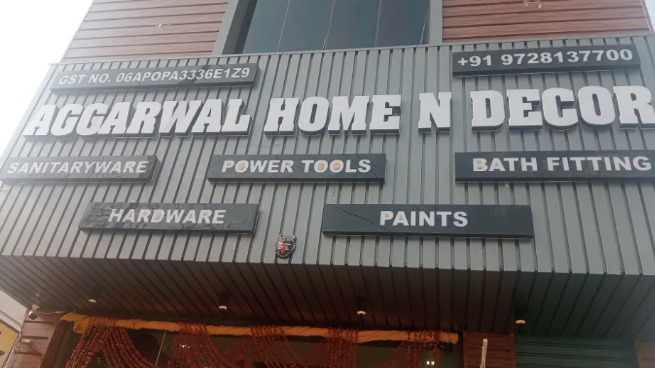 GST NO. 06APOPA3336E1Z9
+91 9728137700
AGGARWAL HOME N DECOR
SANITARYWARE
POWER TOOLS
BATH FITTING
HARDWARE
PAINTS